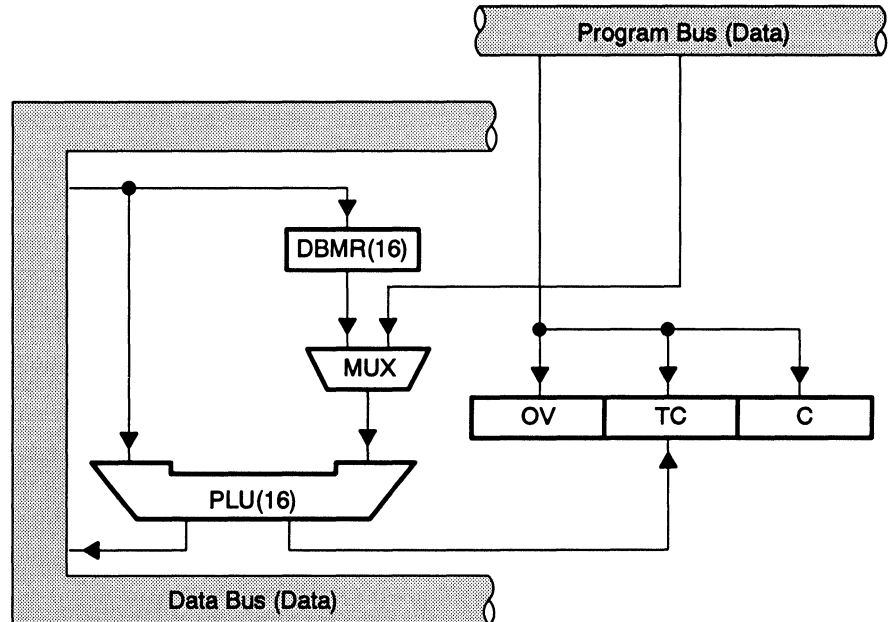 Program Bus (Data)
DBMR(16)
MUX
OV TC C
PLU(16)
Data Bus (Data)